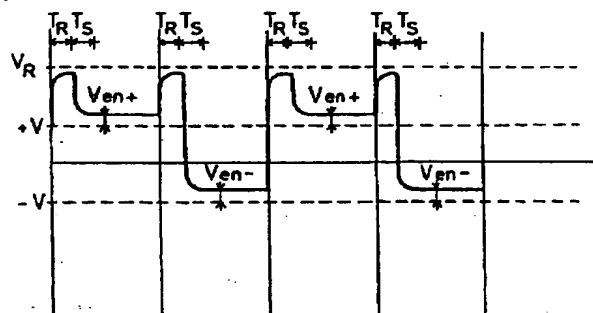 TR TS TR TS TR TS TR TS
VR
Ven+ Ven+
+V
Ven- Ven-
-V